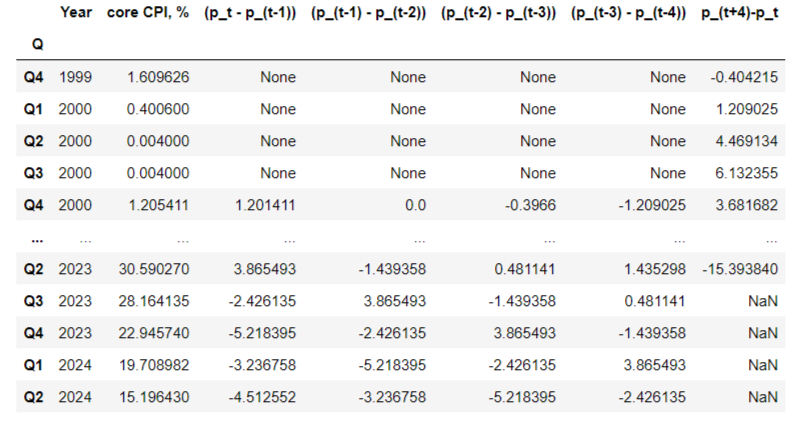 Year core CPI, % (p_t - p_(t-1)) (p_(t-1) - p_(t-2)) (p_(t-2) - p_(t-3)) (p_(t-3) - p_(t-4)) p_(t+4)-p_t
Q
Q4 1999 1.609626 None None None None -0.404215
Q1 2000 0.400600 None None None None 1.209025
Q2 2000 0.004000 None None None None 4.469134
Q3 2000 0.004000 None None None None 6.132355
Q4 2000 1.205411 1.201411 0.0 -0.3966 -1.209025 3.681682
... ... ... ... ... ... ... ...
Q2 2023 30.590270 3.865493 -1.439358 0.481141 1.435298 -15.393840
Q3 2023 28.164135 -2.426135 3.865493 -1.439358 0.481141 NaN
Q4 2023 22.945740 -5.218395 -2.426135 3.865493 -1.439358 NaN
Q1 2024 19.708982 -3.236758 -5.218395 -2.426135 3.865493 NaN
Q2 2024 15.196430 -4.512552 -3.236758 -5.218395 -2.426135 NaN